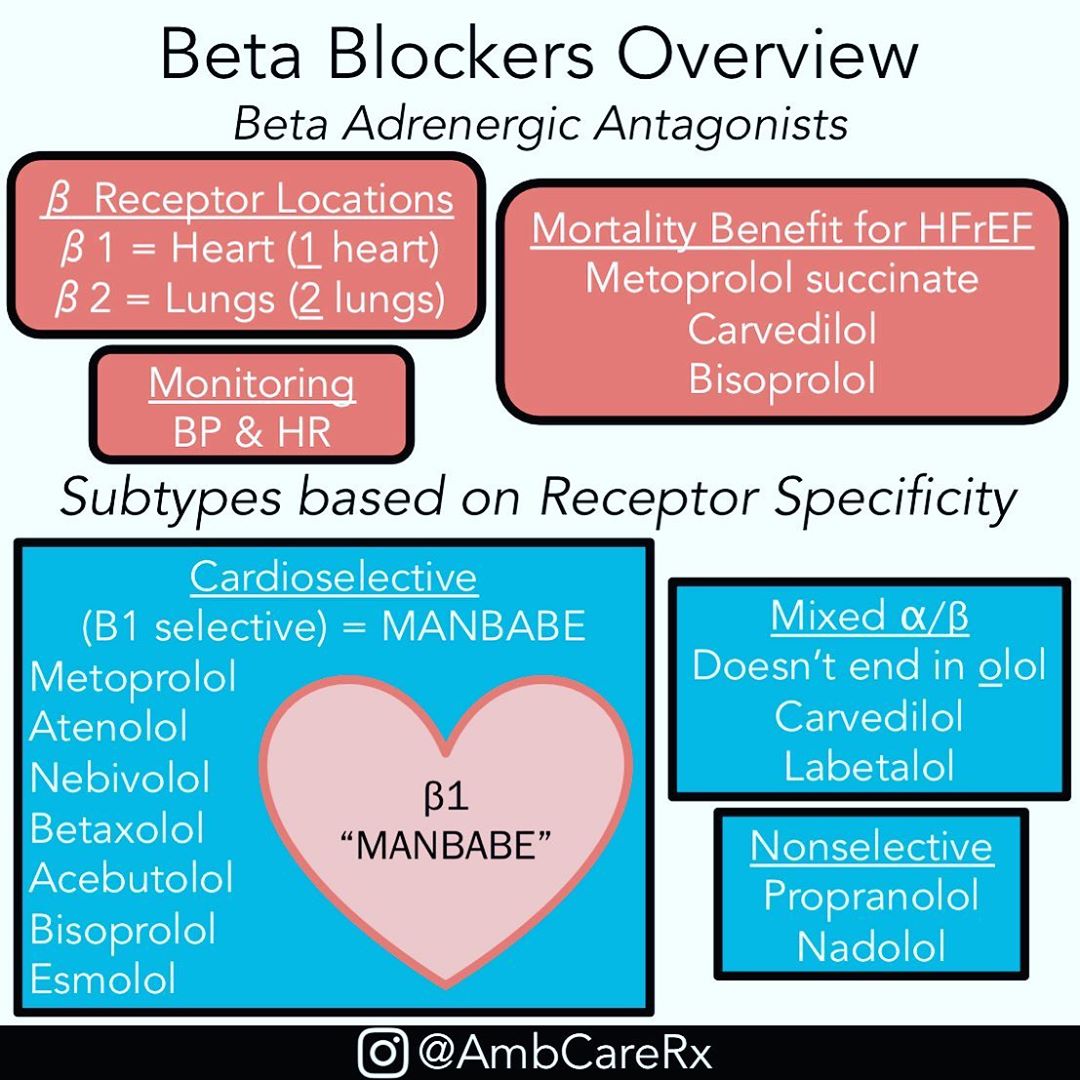 Beta Blockers Overview
Beta Adrenergic Antagonists
β Receptor Locations
β 1 = Heart (1 heart)
β 2 = Lungs (2 lungs)
Mortality Benefit for HFrEF
Metoprolol succinate
Carvedilol
Bisoprolol
Monitoring
BP & HR
Subtypes based on Receptor Specificity
Cardioselective
(B1 selective) = MANBABE
Metoprolol
Atenolol
Nebivolol
Betaxolol
Acebutolol
Bisoprolol
Esmolol
β1
“MANBABE”
Mixed α/β
Doesn’t end in olol
Carvedilol
Labetalol
Nonselective
Propranolol
Nadolol
@AmbCareRx